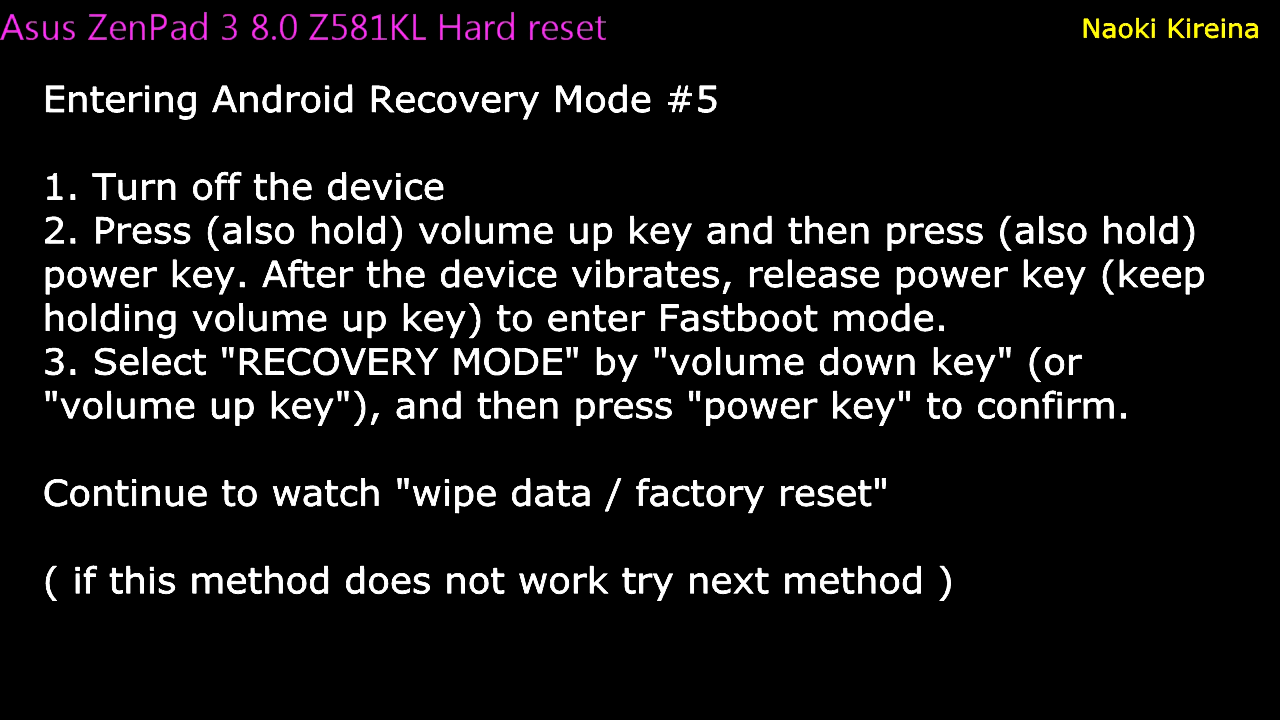 Asus ZenPad 3 8.0 Z581KL Hard reset
Naoki Kireina
Entering Android Recovery Mode #5
1. Turn off the device
2. Press (also hold) volume up key and then press (also hold)
power key. After the device vibrates, release power key (keep
holding volume up key) to enter Fastboot mode.
3. Select "RECOVERY MODE" by "volume down key" (or
"volume up key"), and then press "power key" to confirm.
Continue to watch "wipe data / factory reset"
( if this method does not work try next method )